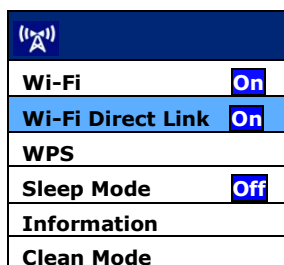 Wi-Fi On
Wi-Fi Direct Link On
WPS
Sleep Mode Off
Information
Clean Mode